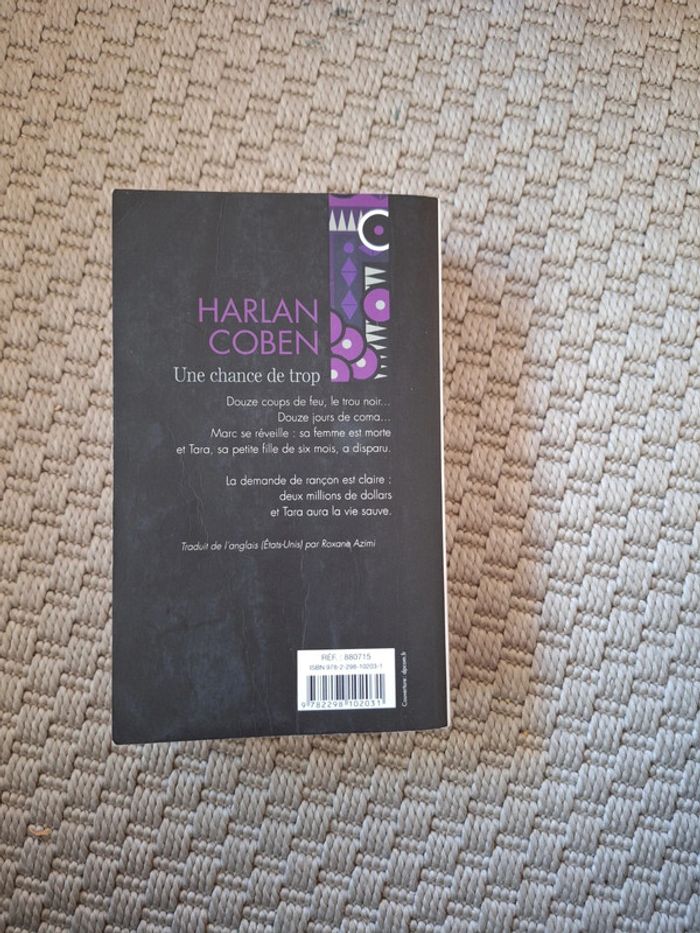 HARLAN
COBEN
Une chance de trop
Douze coups de feu, le trou noir...
Douze jours de coma...
Marc se réveille : sa femme est morte
et Tara, sa petite fille de six mois, a disparu.
La demande de rançon est claire :
deux millions de dollars
et Tara aura la vie sauve.
Traduit de l'anglais (États-Unis) par Roxane Azimi
RÉF. : 880715
ISBN 978-2-298-10203-1
9 782298 102031
Couverture : dpcom.fr